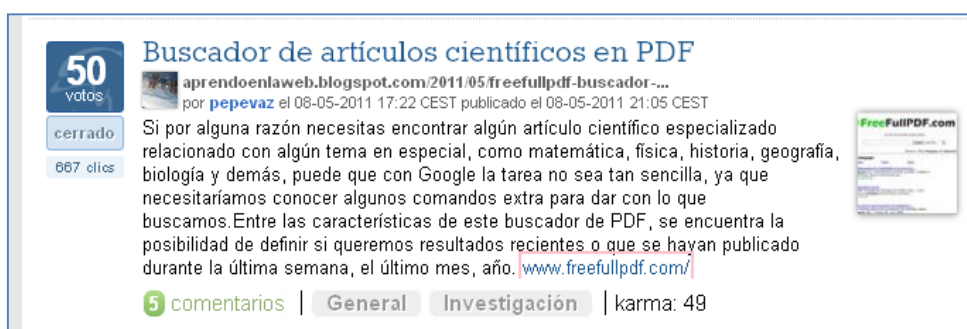 50
votos
cerrado
667 clics
Buscador de artículos científicos en PDF
aprendoenlaweb.blogspot.com/2011/05/freefullpdf-buscador-...
por pepevaz el 08-05-2011 17:22 CEST publicado el 08-05-2011 21:05 CEST
Si por alguna razón necesitas encontrar algún artículo científico especializado
relacionado con algún tema en especial, como matemática, física, historia, geografía,
biología y demás, puede que con Google la tarea no sea tan sencilla, ya que
necesitaríamos conocer algunos comandos extra para dar con lo que
buscamos.Entre las características de este buscador de PDF, se encuentra la
posibilidad de definir si queremos resultados recientes o que se hayan publicado
durante la última semana, el último mes, año. www.freefullpdf.com/
FreeFullPDF.com
5 comentarios | General Investigación | karma: 49